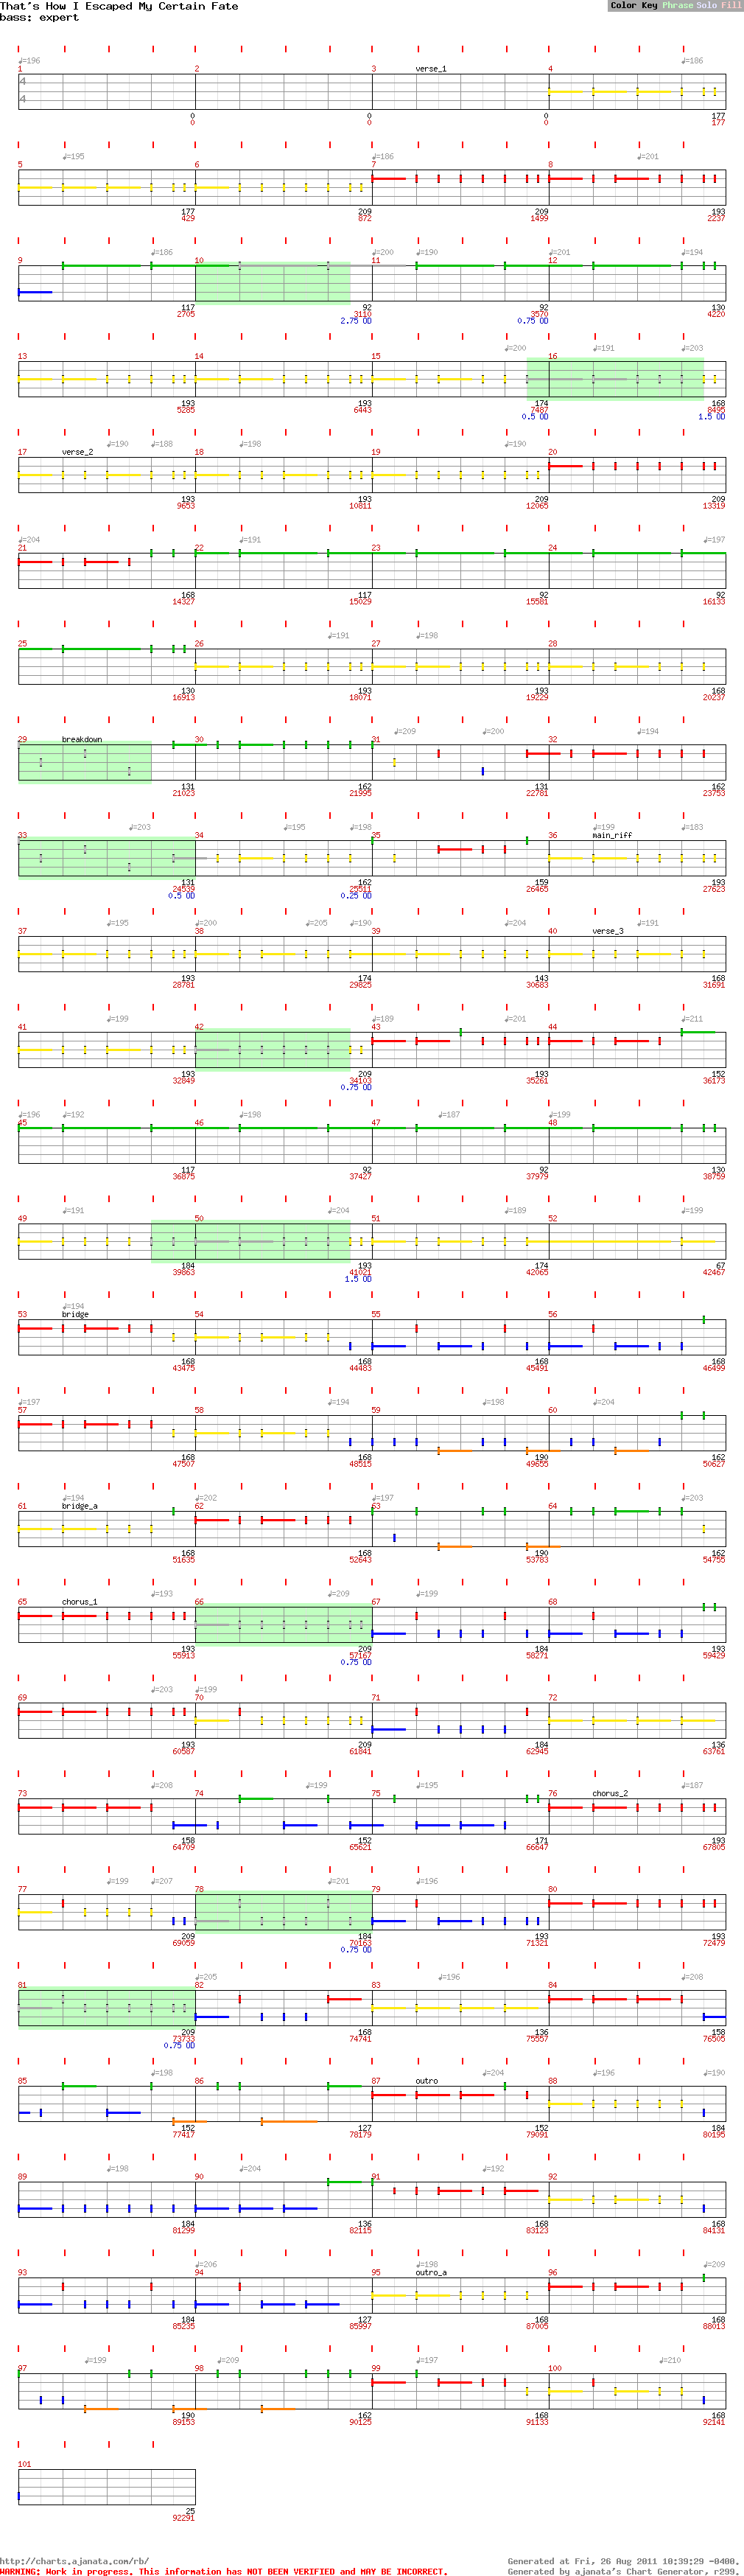 That's How I Escaped My Certain Fate
Color Key Phrase Solo Fill
bass: expert
♩=196 ♩=186
1 2 3 verse_1 4
4
4
0 0 0 177
0 0 0 177
♩=195 ♩=186 ♩=201
5 6 7 8
177 209 209 193
429 872 1499 2237
♩=186 ♩=200 ♩=190 ♩=201 ♩=194
9 10 11 12
117 92 92 130
2705 3110 3570 4220
2.75 OD 0.75 OD
♩=200 ♩=191 ♩=203
13 14 15 16
193 193 174 168
5285 6443 7487 8495
0.5 OD 1.5 OD
♩=190 ♩=188 ♩=198 ♩=190
17 verse_2 18 19 20
193 193 209 209
9653 10811 12065 13319
♩=204 ♩=191 ♩=197
21 22 23 24
168 117 92 92
14327 15029 15581 16133
♩=191 ♩=198
25 26 27 28
130 193 193 168
16913 18071 19229 20237
♩=209 ♩=200 ♩=194
29 breakdown 30 31 32
131 162 131 162
21023 21995 22781 23753
♩=203 ♩=195 ♩=198 ♩=199 ♩=183
33 34 35 36 main_riff
131 162 159 193
24539 25511 26465 27623
0.5 OD 0.25 OD
♩=195 ♩=200 ♩=205 ♩=190 ♩=204 ♩=191
37 38 39 40 verse_3
193 174 143 168
28781 29825 30683 31691
♩=199 ♩=189 ♩=201 ♩=211
41 42 43 44
193 209 193 152
32849 34103 35261 36173
0.75 OD
♩=196 ♩=192 ♩=198 ♩=187 ♩=199
45 46 47 48
117 92 92 130
36875 37427 37979 38759
♩=191 ♩=204 ♩=189 ♩=199
49 50 51 52
184 193 174 67
39863 41021 42065 42467
1.5 OD
♩=194
53 bridge 54 55 56
168 168 168 168
43475 44483 45491 46499
♩=197 ♩=194 ♩=198 ♩=204
57 58 59 60
168 168 190 162
47507 48515 49655 50627
♩=194 ♩=202 ♩=197 ♩=203
61 bridge_a 62 63 64
168 168 190 162
51635 52643 53783 54755
♩=193 ♩=209 ♩=199
65 chorus_1 66 67 68
193 209 184 193
55913 57167 58271 59429
0.75 OD
♩=203 ♩=199
69 70 71 72
193 209 184 136
60587 61841 62945 63761
♩=208 ♩=199 ♩=195 ♩=187
73 74 75 76 chorus_2
158 152 171 193
64709 65621 66647 67805
♩=199 ♩=207 ♩=201 ♩=196
77 78 79 80
209 184 193 193
69059 70163 71321 72479
0.75 OD
♩=205 ♩=196 ♩=208
81 82 83 84
209 168 136 158
73733 74741 75557 76505
0.75 OD
♩=198 ♩=204 ♩=196 ♩=190
85 86 87 outro 88
152 127 152 184
77417 78179 79091 80195
♩=198 ♩=204 ♩=192
89 90 91 92
184 136 168 168
81299 82115 83123 84131
♩=206 ♩=198 ♩=209
93 94 95 outro_a 96
184 127 168 168
85235 85997 87005 88013
♩=199 ♩=209 ♩=197 ♩=210
97 98 99 100
190 168 168 168
89153 90125 91133 92141
101
25
92291
http://charts.ajanata.com/rb/ Generated at Fri, 26 Aug 2011 10:39:29 -0400.
WARNING: Work in progress. This information has NOT BEEN VERIFIED and MAY BE INCORRECT. Generated by ajanata's Chart Generator, r299.